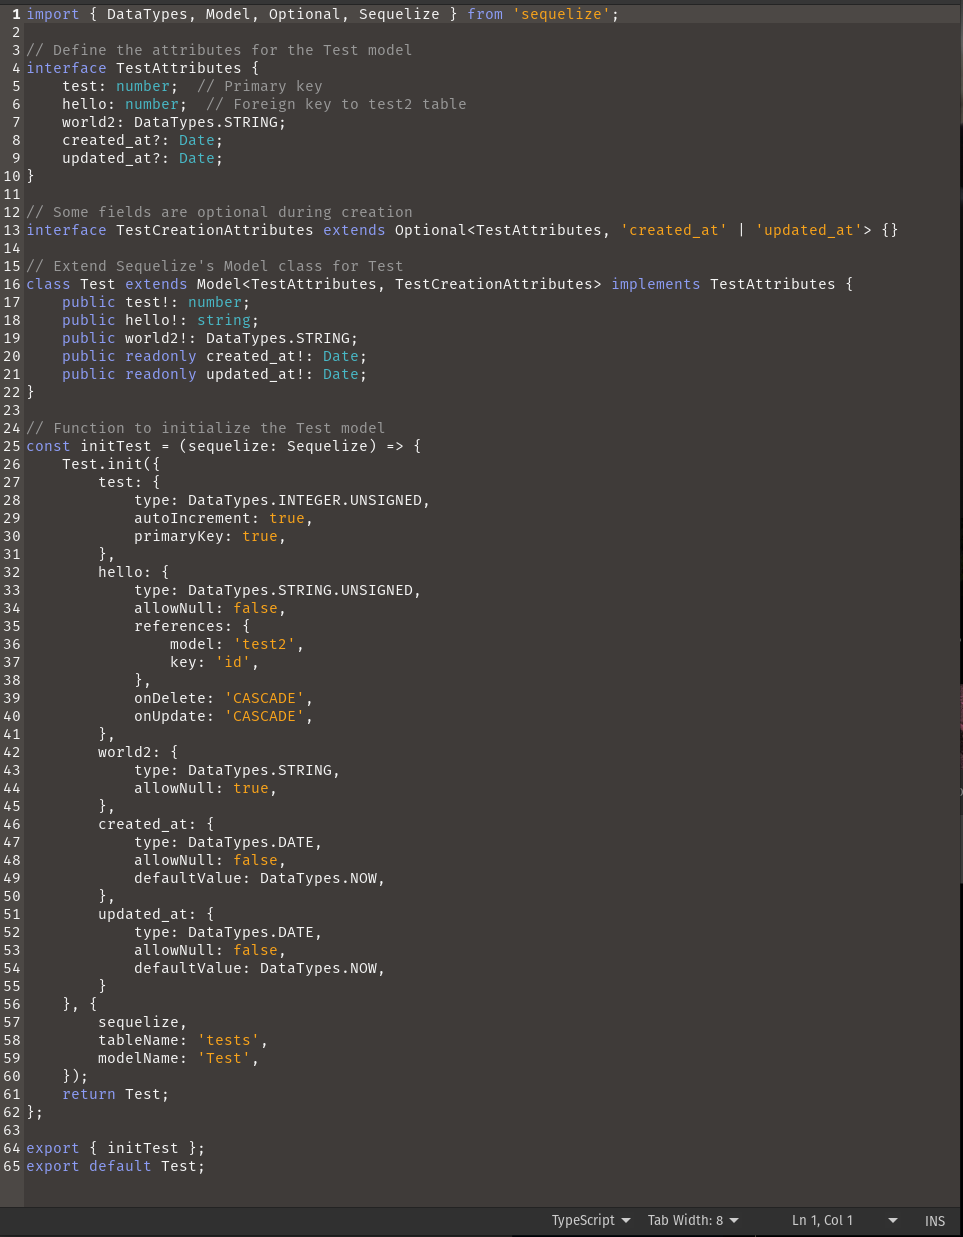 1 import { DataTypes, Model, Optional, Sequelize } from 'sequelize';
2
3 // Define the attributes for the Test model
4 interface TestAttributes {
5     test: number;  // Primary key
6     hello: number;  // Foreign key to test2 table
7     world2: DataTypes.STRING;
8     created_at?: Date;
9     updated_at?: Date;
10 }
11
12 // Some fields are optional during creation
13 interface TestCreationAttributes extends Optional<TestAttributes, 'created_at' | 'updated_at'> {}
14
15 // Extend Sequelize's Model class for Test
16 class Test extends Model<TestAttributes, TestCreationAttributes> implements TestAttributes {
17     public test!: number;
18     public hello!: string;
19     public world2!: DataTypes.STRING;
20     public readonly created_at!: Date;
21     public readonly updated_at!: Date;
22 }
23
24 // Function to initialize the Test model
25 const initTest = (sequelize: Sequelize) => {
26     Test.init({
27         test: {
28             type: DataTypes.INTEGER.UNSIGNED,
29             autoIncrement: true,
30             primaryKey: true,
31         },
32         hello: {
33             type: DataTypes.STRING.UNSIGNED,
34             allowNull: false,
35             references: {
36                 model: 'test2',
37                 key: 'id',
38             },
39             onDelete: 'CASCADE',
40             onUpdate: 'CASCADE',
41         },
42         world2: {
43             type: DataTypes.STRING,
44             allowNull: true,
45         },
46         created_at: {
47             type: DataTypes.DATE,
48             allowNull: false,
49             defaultValue: DataTypes.NOW,
50         },
51         updated_at: {
52             type: DataTypes.DATE,
53             allowNull: false,
54             defaultValue: DataTypes.NOW,
55         }
56     }, {
57         sequelize,
58         tableName: 'tests',
59         modelName: 'Test',
60     });
61     return Test;
62 };
63
64 export { initTest };
65 export default Test;
TypeScript Tab Width: 8 Ln 1, Col 1 INS